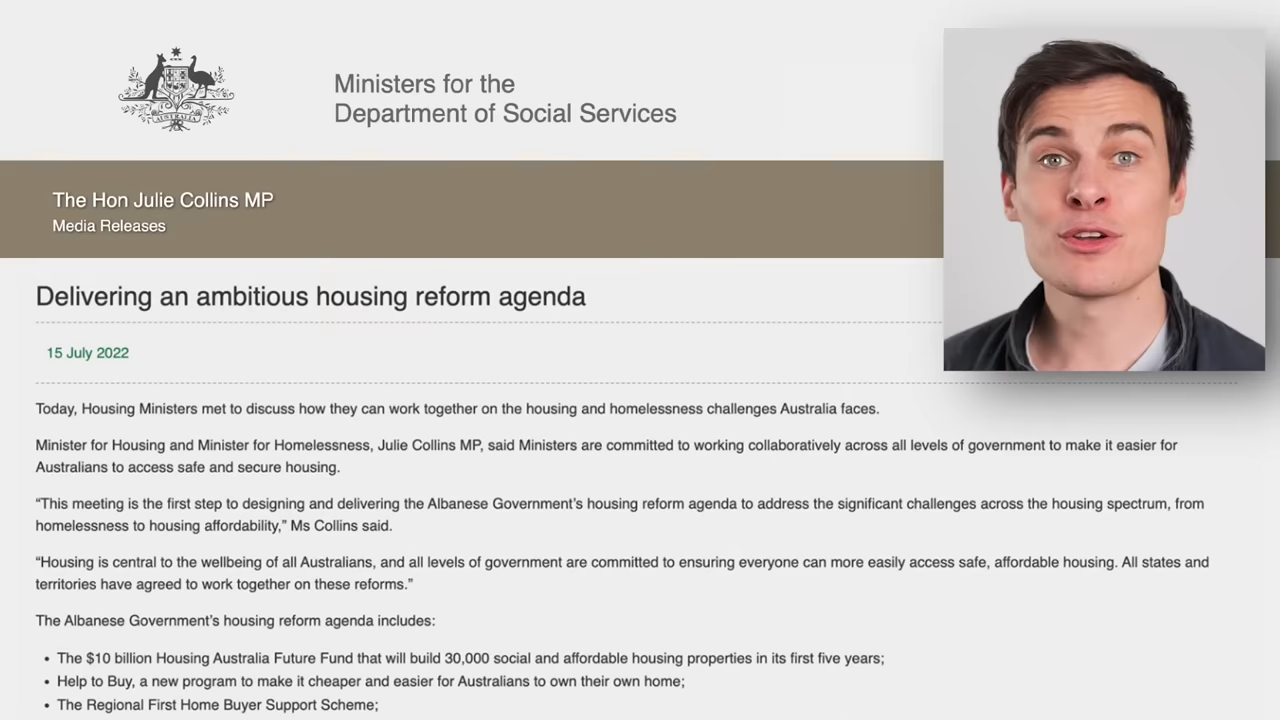 AUSTRALIA
Ministers for the
Department of Social Services
The Hon Julie Collins MP
Media Releases
Delivering an ambitious housing reform agenda
15 July 2022
Today, Housing Ministers met to discuss how they can work together on the housing and homelessness challenges Australia faces.
Minister for Housing and Minister for Homelessness, Julie Collins MP, said Ministers are committed to working collaboratively across all levels of government to make it easier for
Australians to access safe and secure housing.
“This meeting is the first step to designing and delivering the Albanese Government’s housing reform agenda to address the significant challenges across the housing spectrum, from
homelessness to housing affordability,” Ms Collins said.
“Housing is central to the wellbeing of all Australians, and all levels of government are committed to ensuring everyone can more easily access safe, affordable housing. All states and
territories have agreed to work together on these reforms.”
The Albanese Government’s housing reform agenda includes:
• The $10 billion Housing Australia Future Fund that will build 30,000 social and affordable housing properties in its first five years;
• Help to Buy, a new program to make it cheaper and easier for Australians to own their own home;
• The Regional First Home Buyer Support Scheme;